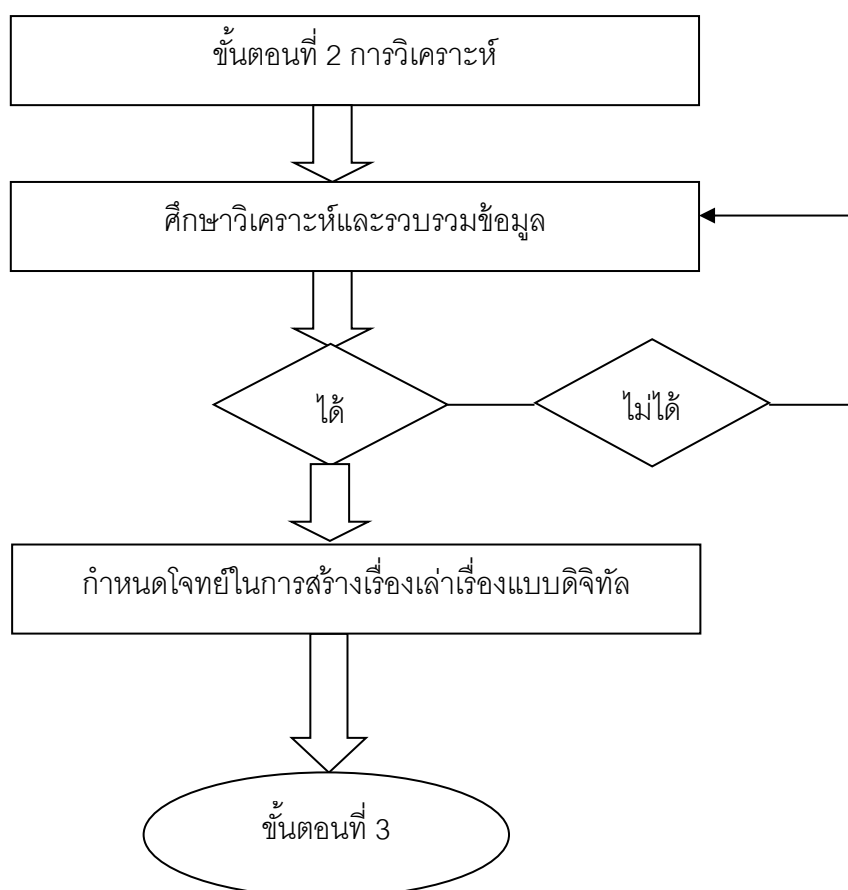 ขั้นตอนที่ 2 การวิเคราะห์
ศึกษาวิเคราะห์และรวบรวมข้อมูล
ได้
ไม่ได้
กำหนดโจทย์ในการสร้างเรื่องเล่าเรื่องแบบดิจิทัล
ขั้นตอนที่ 3